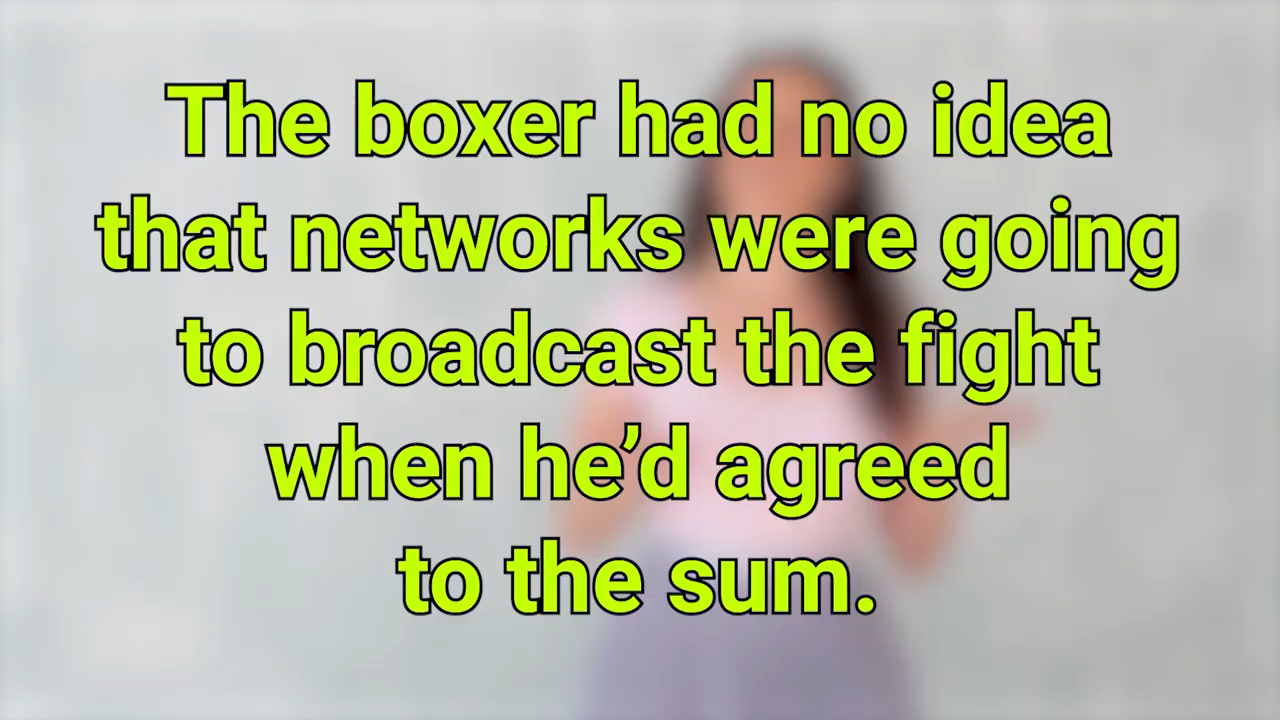 The boxer had no idea
that networks were going
to broadcast the fight
when he’d agreed
to the sum.